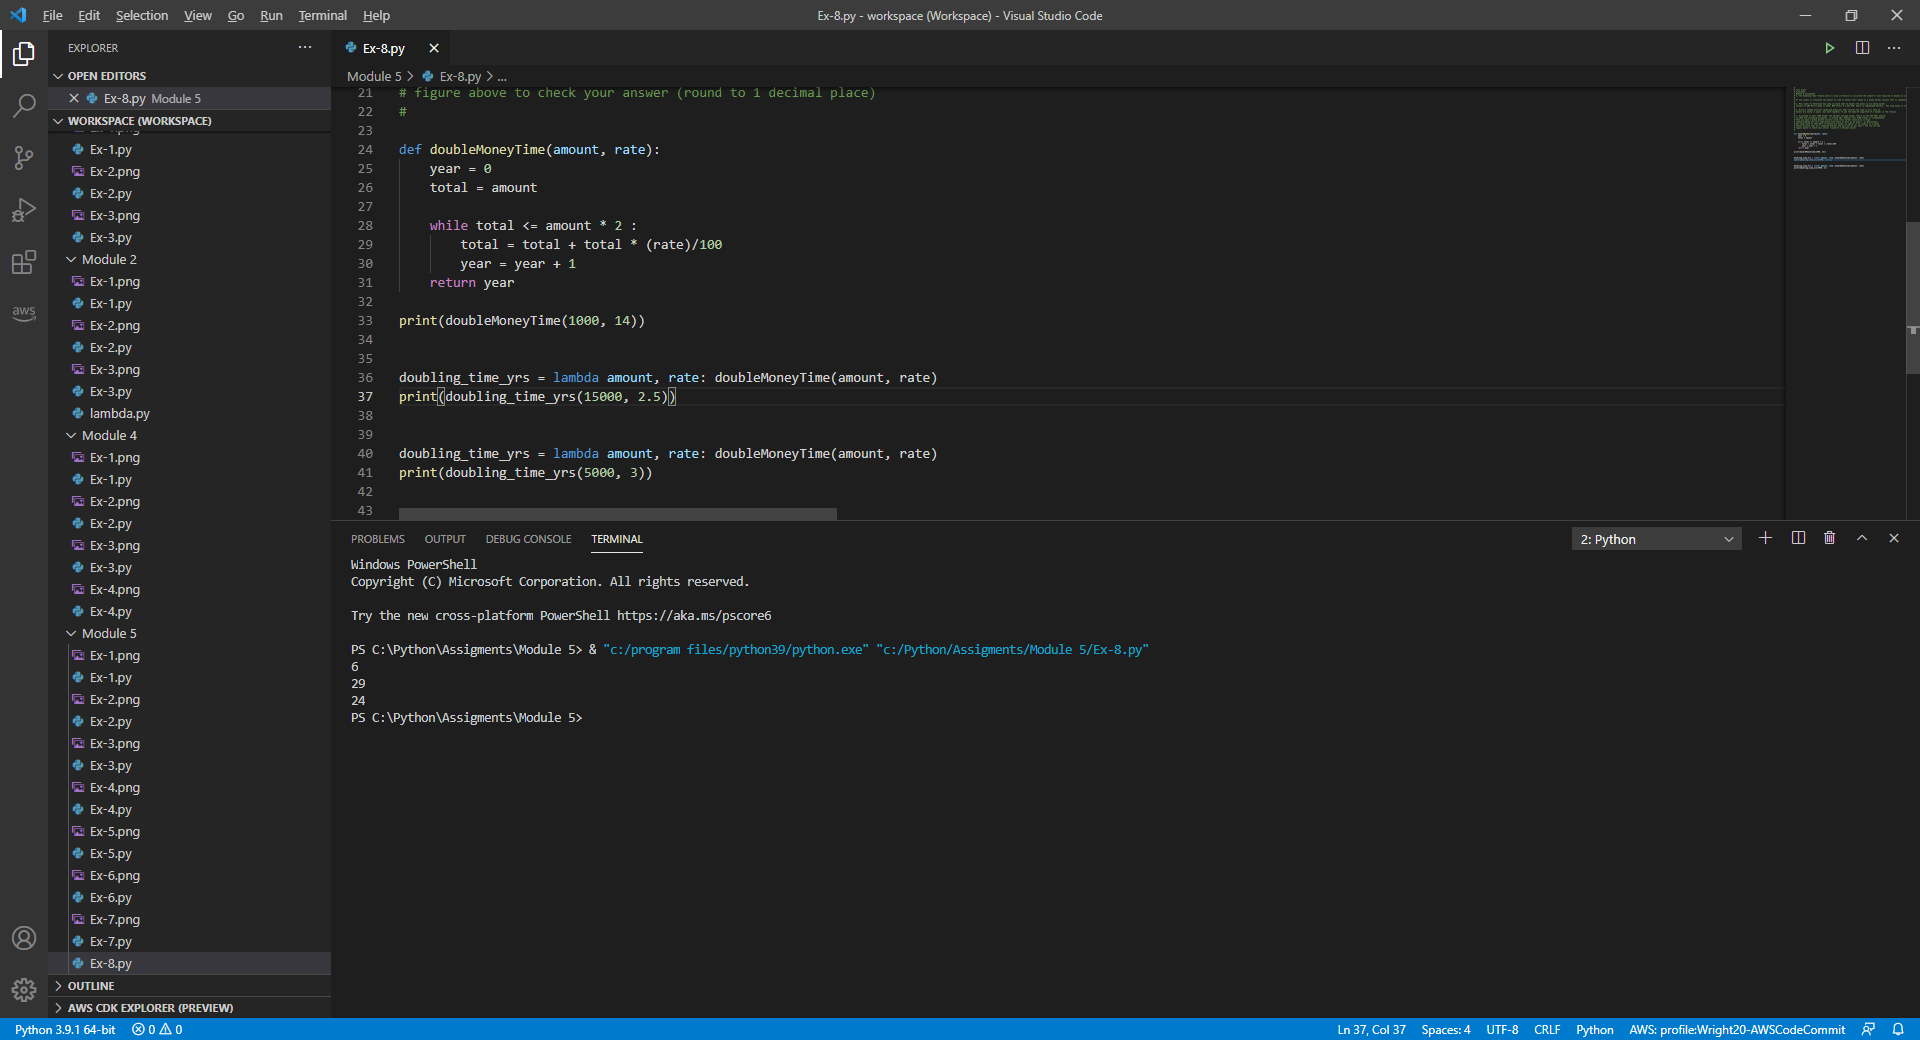 File Edit Selection View Go Run Terminal Help
Ex-8.py - workspace (Workspace) - Visual Studio Code
EXPLORER
OPEN EDITORS
Ex-8.py Module 5
WORKSPACE (WORKSPACE)
Ex-1.py
Ex-2.png
Ex-2.py
Ex-3.png
Ex-3.py
Module 2
Ex-1.png
Ex-1.py
Ex-2.png
Ex-2.py
Ex-3.png
Ex-3.py
lambda.py
Module 4
Ex-1.png
Ex-1.py
Ex-2.png
Ex-2.py
Ex-3.png
Ex-3.py
Ex-4.png
Ex-4.py
Module 5
Ex-1.png
Ex-1.py
Ex-2.png
Ex-2.py
Ex-3.png
Ex-3.py
Ex-4.png
Ex-4.py
Ex-5.png
Ex-5.py
Ex-6.png
Ex-6.py
Ex-7.png
Ex-7.py
Ex-8.py
OUTLINE
AWS CDK EXPLORER (PREVIEW)
aws
Ex-8.py
Module 5 > Ex-8.py > ...
21 # figure above to check your answer (round to 1 decimal place)
22 #
23
24 def doubleMoneyTime(amount, rate):
25 year = 0
26 total = amount
27
28 while total <= amount * 2 :
29 total = total + total * (rate)/100
30 year = year + 1
31 return year
32
33 print(doubleMoneyTime(1000, 14))
34
35
36 doubling_time_yrs = lambda amount, rate: doubleMoneyTime(amount, rate)
37 print(doubling_time_yrs(15000, 2.5))
38
39
40 doubling_time_yrs = lambda amount, rate: doubleMoneyTime(amount, rate)
41 print(doubling_time_yrs(5000, 3))
42
43
PROBLEMS OUTPUT DEBUG CONSOLE TERMINAL
2: Python
Windows PowerShell
Copyright (C) Microsoft Corporation. All rights reserved.
Try the new cross-platform PowerShell https://aka.ms/pscore6
PS C:\Python\Assigments\Module 5> & "c:/program files/python39/python.exe" "c:/Python/Assigments/Module 5/Ex-8.py"
6
29
24
PS C:\Python\Assigments\Module 5>
Python 3.9.1 64-bit 0 0
Ln 37, Col 37 Spaces: 4 UTF-8 CRLF Python AWS: profile:Wright20-AWSCodeCommit